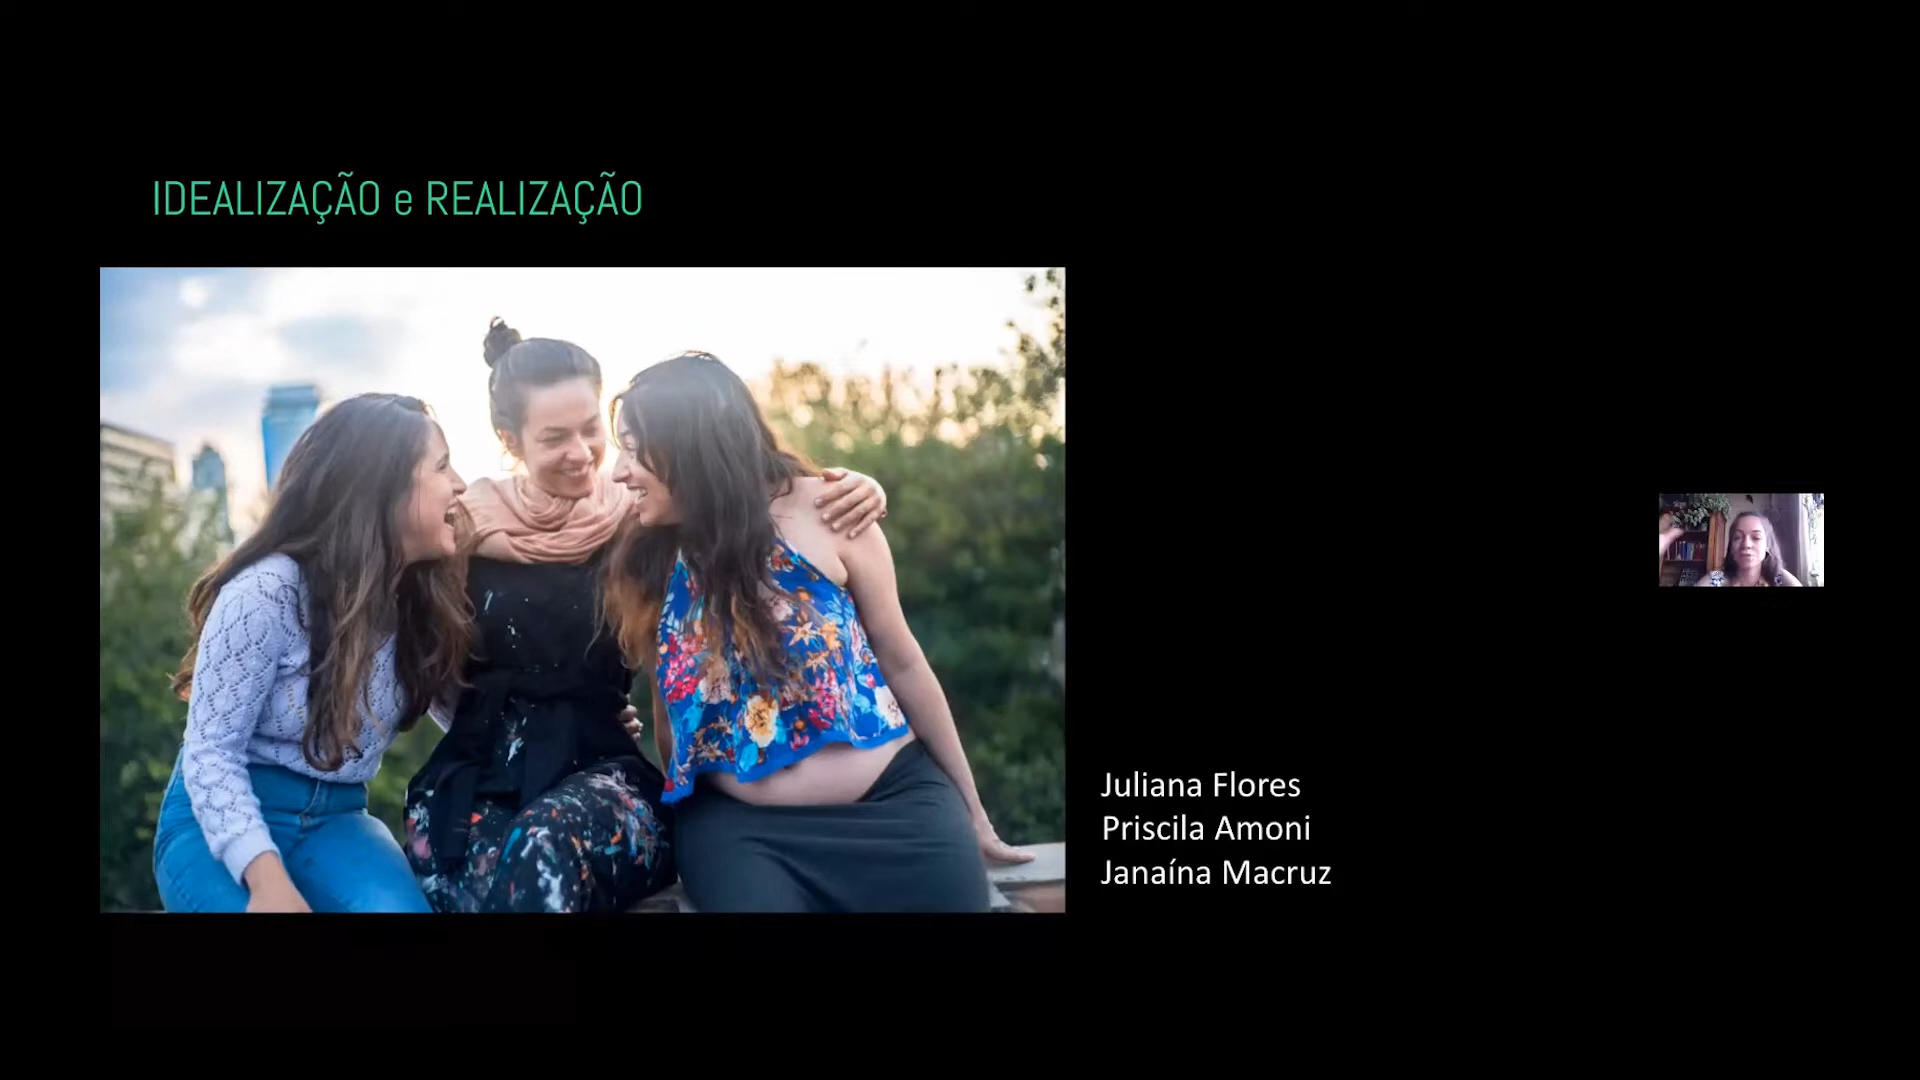 IDEALIZAÇÃO e REALIZAÇÃO
Juliana Flores
Priscila Amoni
Janaína Macruz